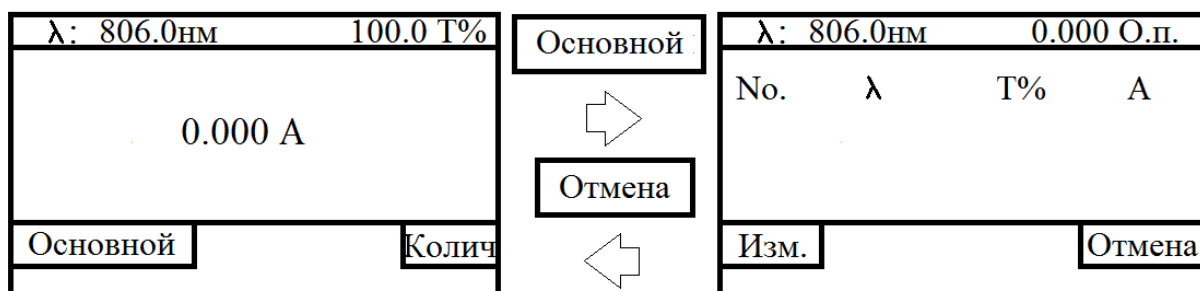 λ: 806.0нм 100.0 T%
0.000 A
Основной Колич
Основной
Отмена
λ: 806.0нм 0.000 О.п.
No. λ T% A
Изм. Отмена